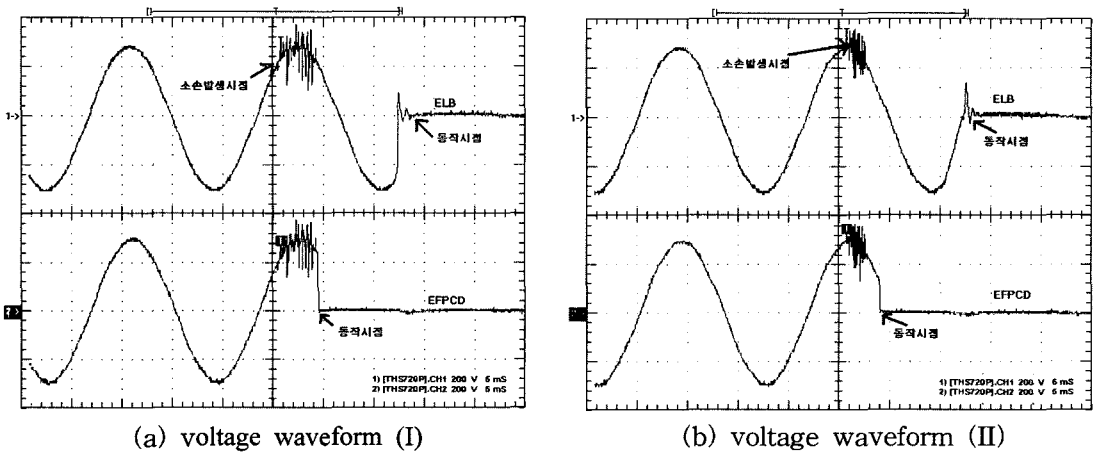 소손발생시점
1->
ELB
동작시점
2->
EFPCD
동작시점
1) [THS720P].CH1 200 V 5 mS
2) [THS720P].CH2 200 V 5 mS
(a) voltage waveform (I)
소손발생시점
1->
ELB
동작시점
EFPCD
동작시점
1) [THS720P].CH1 200 V 5 mS
2) [THS720P].CH2 200 V 5 mS
(b) voltage waveform (II)